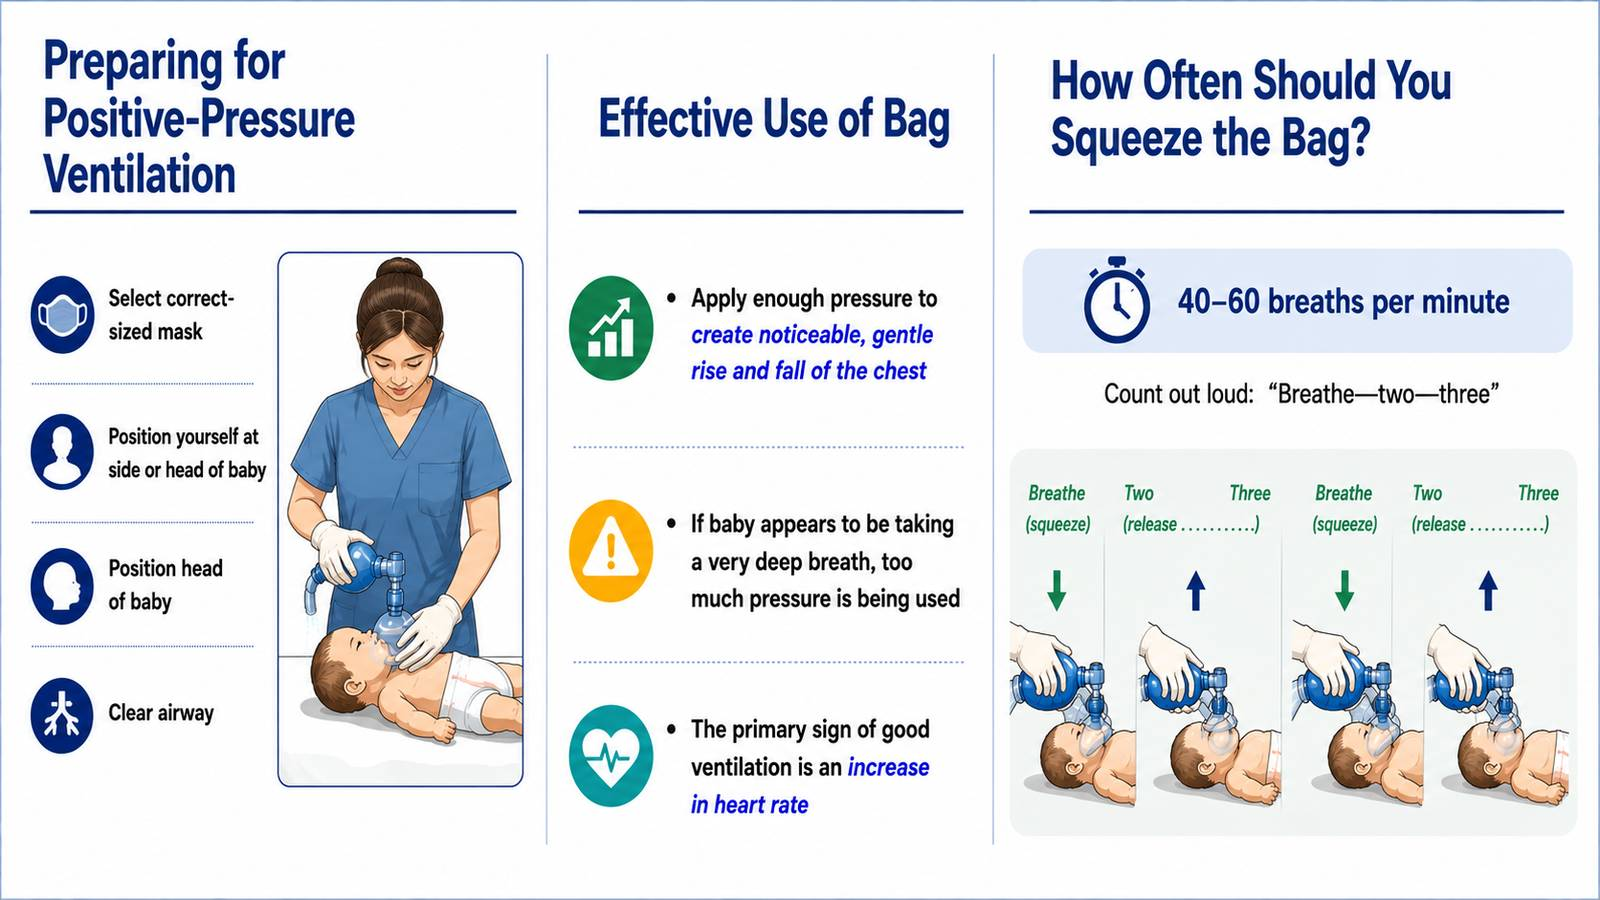 Preparing for
Positive-Pressure
Ventilation
Select correct-
sized mask
Position yourself at
side or head of baby
Position head
of baby
Clear airway
Effective Use of Bag
• Apply enough pressure to
create noticeable, gentle
rise and fall of the chest
• If baby appears to be taking
a very deep breath, too
much pressure is being used
• The primary sign of good
ventilation is an increase
in heart rate
How Often Should You
Squeeze the Bag?
40–60 breaths per minute
Count out loud: “Breathe—two—three”
Breathe Two Three Breathe Two Three
(squeeze) (release ...........) (squeeze) (release ...........)